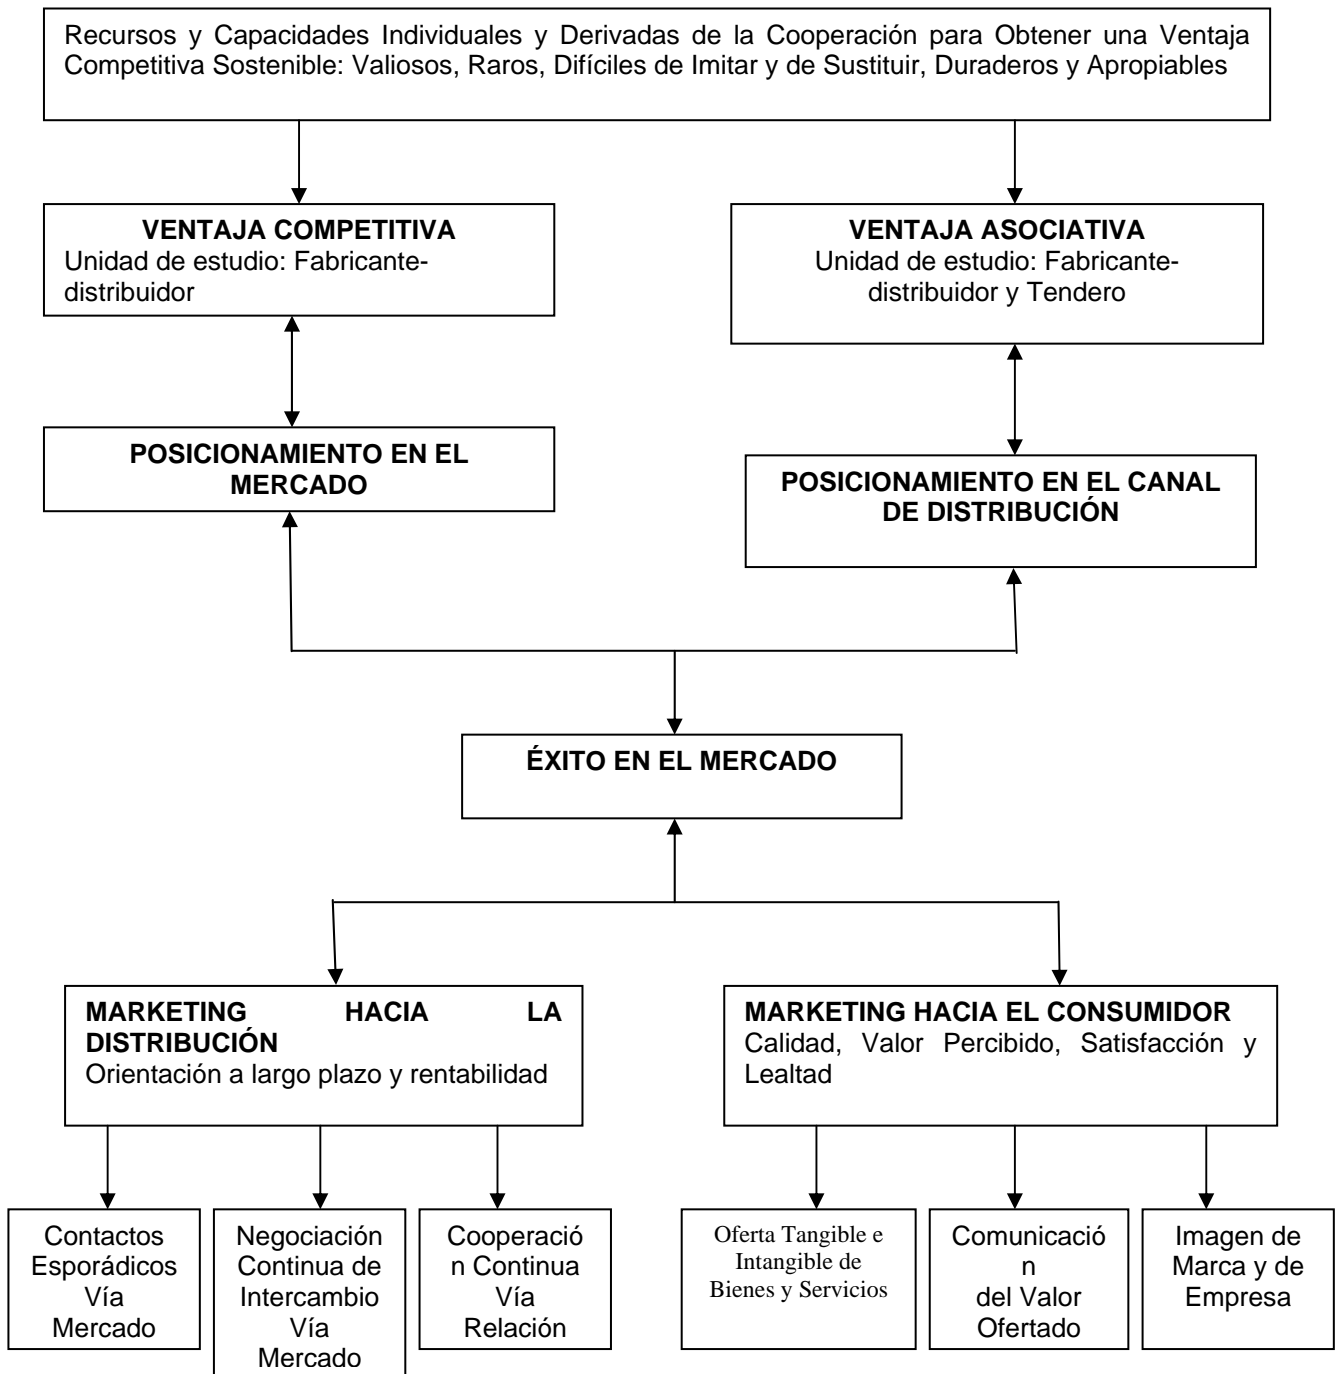 Recursos y Capacidades Individuales y Derivadas de la Cooperación para Obtener una Ventaja
Competitiva Sostenible: Valiosos, Raros, Difíciles de Imitar y de Sustituir, Duraderos y Apropiables
VENTAJA COMPETITIVA
Unidad de estudio: Fabricante-
distribuidor
VENTAJA ASOCIATIVA
Unidad de estudio: Fabricante-
distribuidor y Tendero
POSICIONAMIENTO EN EL
MERCADO
POSICIONAMIENTO EN EL CANAL
DE DISTRIBUCIÓN
ÉXITO EN EL MERCADO
MARKETING HACIA LA
DISTRIBUCIÓN
Orientación a largo plazo y rentabilidad
MARKETING HACIA EL CONSUMIDOR
Calidad, Valor Percibido, Satisfacción y
Lealtad
Contactos
Esporádicos
Vía
Mercado
Negociación
Continua de
Intercambio
Vía
Mercado
Cooperació
n Continua
Vía
Relación
Oferta Tangible e
Intangible de
Bienes y Servicios
Comunicació
n
del Valor
Ofertado
Imagen de
Marca y de
Empresa